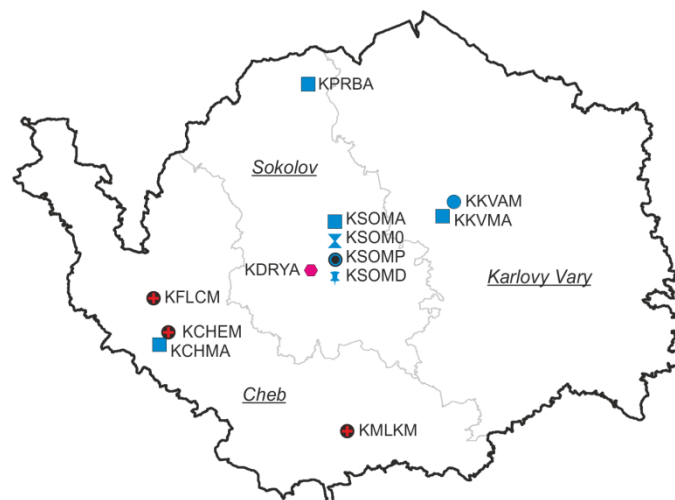 KPRBA
Sokolov
KKVAM
KKVMA
KSOMA
KSOM0
KSOMP
KSOMD
KDRYA
Karlovy Vary
KFLCM
KCHEM
KCHMA
Cheb
KMLKM